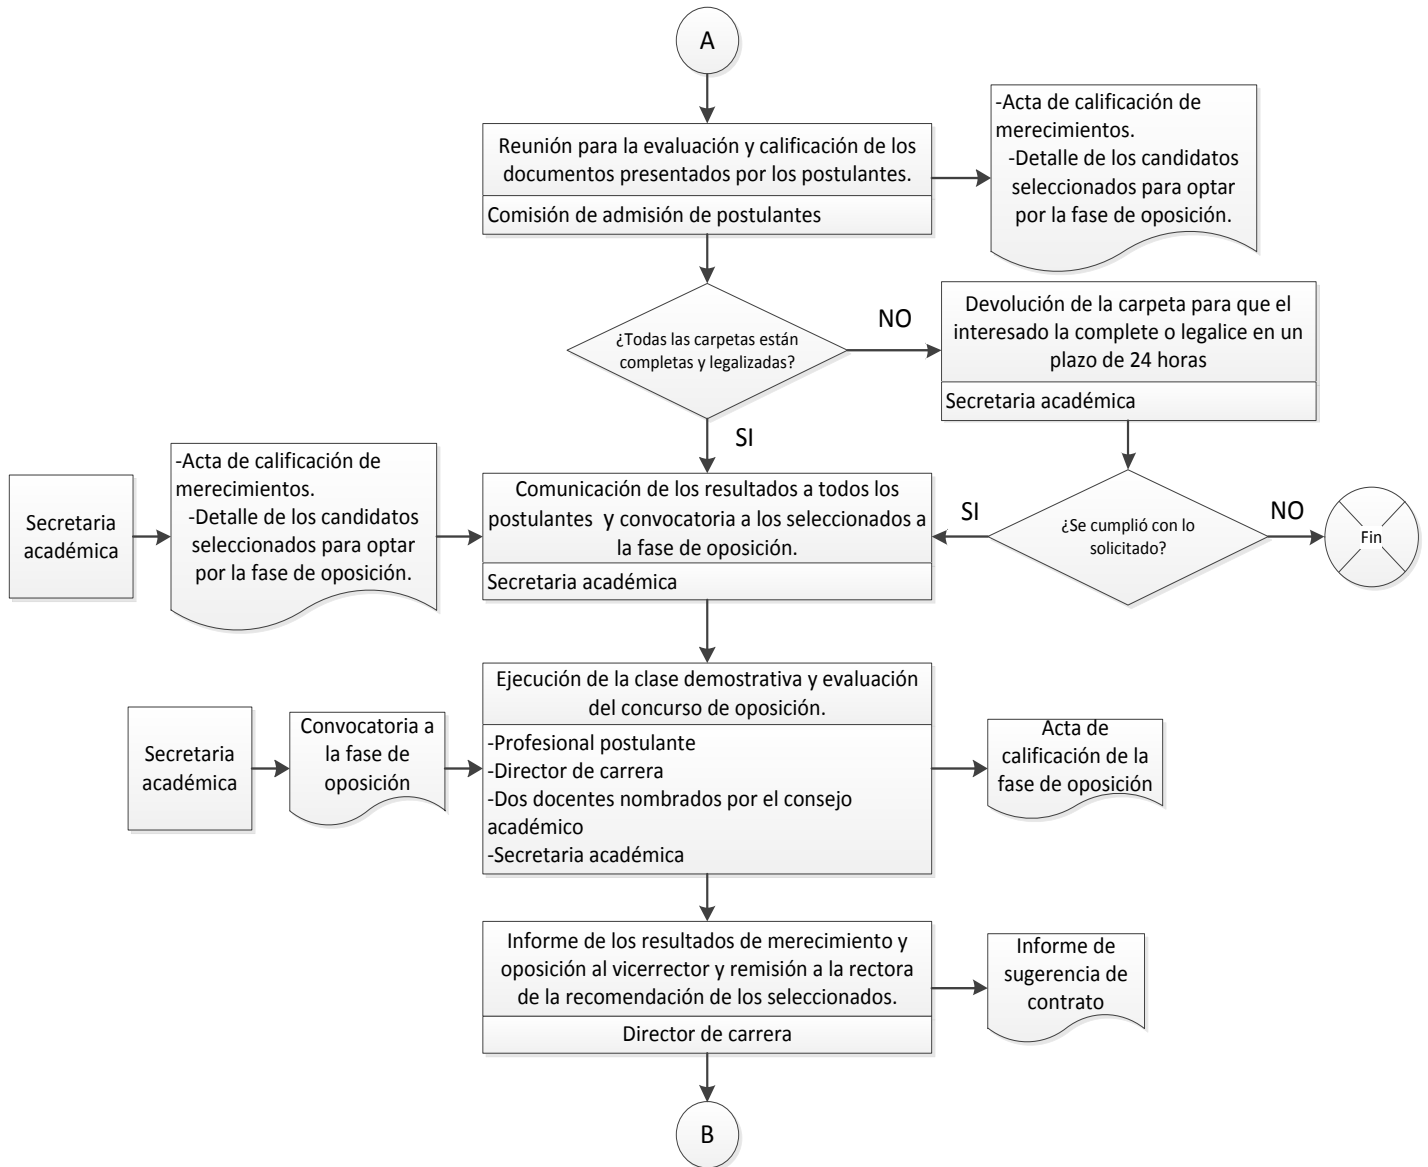 A
Reunión para la evaluación y calificación de los
documentos presentados por los postulantes.
Comisión de admisión de postulantes
-Acta de calificación de
merecimientos.
-Detalle de los candidatos
seleccionados para optar
por la fase de oposición.
¿Todas las carpetas están
completas y legalizadas?
NO
Devolución de la carpeta para que el
interesado la complete o legalice en un
plazo de 24 horas
Secretaria académica
SI
Secretaria
académica
-Acta de calificación de
merecimientos.
-Detalle de los candidatos
seleccionados para optar
por la fase de oposición.
Comunicación de los resultados a todos los
postulantes y convocatoria a los seleccionados a
la fase de oposición.
Secretaria académica
SI
¿Se cumplió con lo
solicitado?
NO
Fin
Secretaria
académica
Convocatoria a
la fase de
oposición
Ejecución de la clase demostrativa y evaluación
del concurso de oposición.
-Profesional postulante
-Director de carrera
-Dos docentes nombrados por el consejo
académico
-Secretaria académica
Acta de
calificación de la
fase de oposición
Informe de los resultados de merecimiento y
oposición al vicerrector y remisión a la rectora
de la recomendación de los seleccionados.
Director de carrera
Informe de
sugerencia de
contrato
B